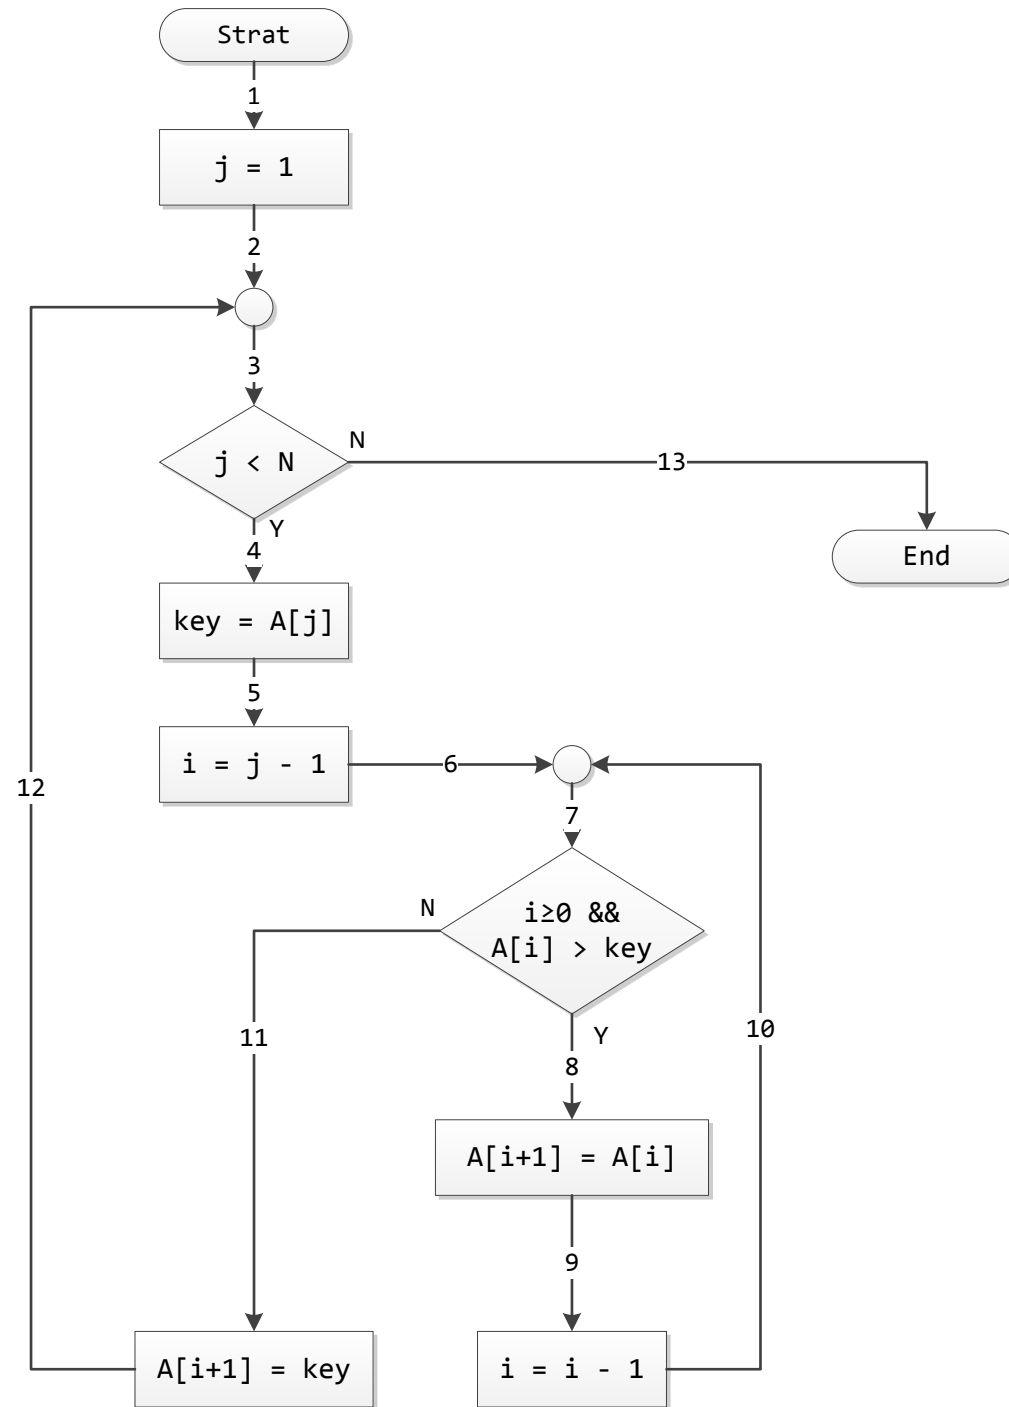 Strat
1
j = 1
2
3
j < N
N
13
Y
4
End
key = A[j]
5
i = j - 1
6
12
7
N
i≥0 &&
A[i] > key
11
Y
10
8
A[i+1] = A[i]
9
A[i+1] = key
i = i - 1